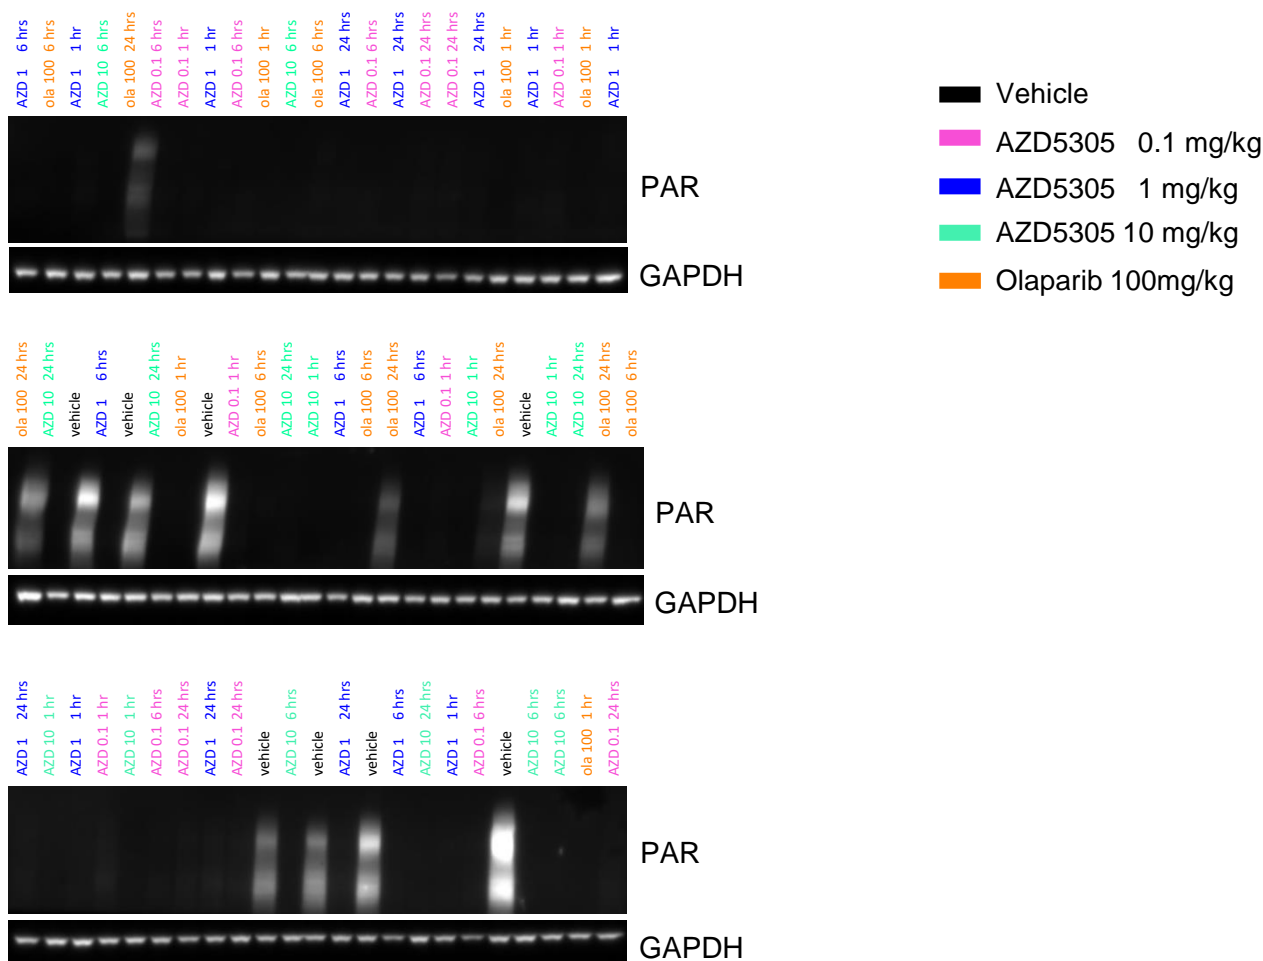 AZD 1 6 hrs
ola 100 6 hrs
AZD 1 1 hr
AZD 10 6 hrs
ola 100 24 hrs
AZD 0.1 6 hrs
AZD 0.1 1 hr
AZD 1 1 hr
AZD 0.1 6 hrs
ola 100 1 hr
AZD 10 6 hrs
ola 100 6 hrs
AZD 1 24 hrs
AZD 0.1 6 hrs
AZD 1 24 hrs
AZD 0.1 24 hrs
AZD 0.1 24 hrs
AZD 1 24 hrs
ola 100 1 hr
AZD 1 1 hr
AZD 0.1 1 hr
ola 100 1 hr
AZD 1 1 hr
PAR
GAPDH
Vehicle
AZD5305 0.1 mg/kg
AZD5305 1 mg/kg
AZD5305 10 mg/kg
Olaparib 100mg/kg
ola 100 24 hrs
AZD 10 24 hrs
vehicle
AZD 1 6 hrs
vehicle
AZD 10 24 hrs
ola 100 1 hr
vehicle
AZD 0.1 1 hr
ola 100 6 hrs
AZD 10 24 hrs
AZD 10 1 hr
AZD 1 6 hrs
ola 100 6 hrs
ola 100 24 hrs
AZD 1 6 hrs
AZD 0.1 1 hr
AZD 10 1 hr
ola 100 24 hrs
vehicle
AZD 10 1 hr
AZD 10 24 hrs
ola 100 24 hrs
ola 100 6 hrs
PAR
GAPDH
AZD 1 24 hrs
AZD 10 1 hr
AZD 1 1 hr
AZD 0.1 1 hr
AZD 10 1 hr
AZD 0.1 6 hrs
AZD 0.1 24 hrs
AZD 1 24 hrs
AZD 0.1 24 hrs
vehicle
AZD 10 6 hrs
vehicle
AZD 1 24 hrs
vehicle
AZD 1 6 hrs
AZD 10 24 hrs
AZD 1 1 hr
AZD 0.1 6 hrs
vehicle
AZD 10 6 hrs
AZD 10 6 hrs
ola 100 1 hr
AZD 0.1 24 hrs
PAR
GAPDH